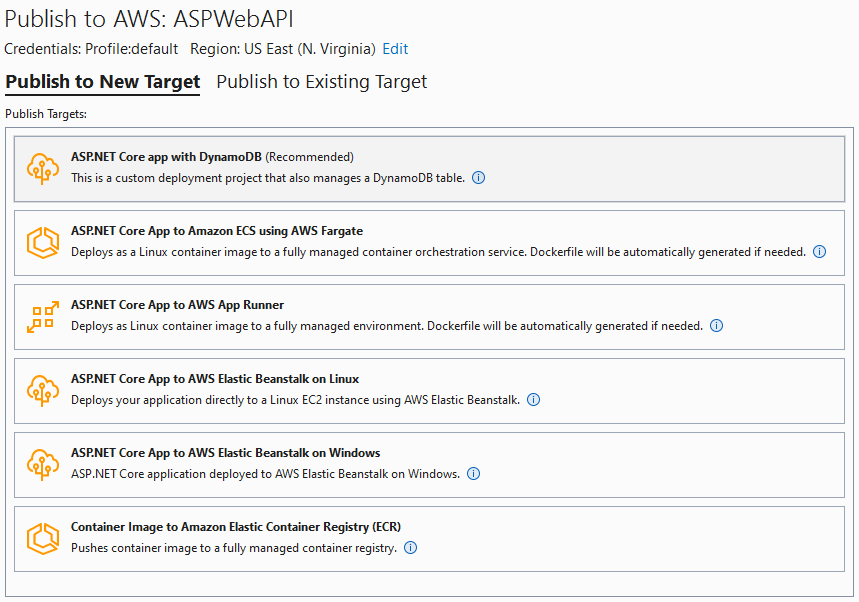 Publish to AWS: ASPWebAPI
Credentials: Profile:default Region: US East (N. Virginia) Edit
Publish to New Target Publish to Existing Target
Publish Targets:
ASP.NET Core app with DynamoDB (Recommended)
This is a custom deployment project that also manages a DynamoDB table.
ASP.NET Core App to Amazon ECS using AWS Fargate
Deploys as a Linux container image to a fully managed container orchestration service. Dockerfile will be automatically generated if needed.
ASP.NET Core App to AWS App Runner
Deploys as Linux container image to a fully managed environment. Dockerfile will be automatically generated if needed.
ASP.NET Core App to AWS Elastic Beanstalk on Linux
Deploys your application directly to a Linux EC2 instance using AWS Elastic Beanstalk.
ASP.NET Core App to AWS Elastic Beanstalk on Windows
ASP.NET Core application deployed to AWS Elastic Beanstalk on Windows.
Container Image to Amazon Elastic Container Registry (ECR)
Pushes container image to a fully managed container registry.